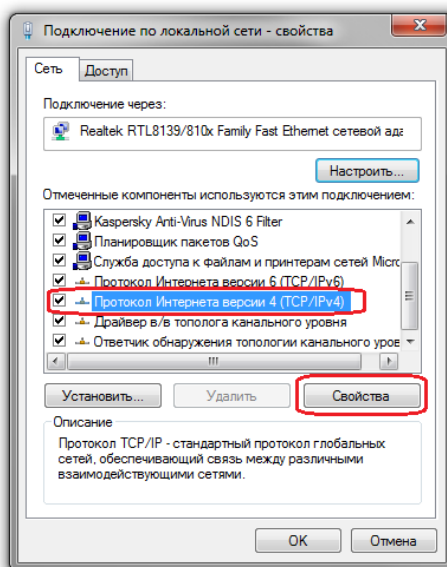 Подключение по локальной сети - свойства
Сеть
Доступ
Подключение через:
Realtek RTL8139/810x Family Fast Ethernet сетевой ада
Настроить...
Отмеченные компоненты используются этим подключением:
Kaspersky Anti-Virus NDIS 6 Filter
Планировщик пакетов QoS
Служба доступа к файлам и принтерам сетей Micro
Протокол Интернета версии 6 (TCP/IPv6)
Протокол Интернета версии 4 (TCP/IPv4)
Драйвер в/в тополога канального уровня
Ответчик обнаружения топологии канального уров
Установить...
Удалить
Свойства
Описание
Протокол TCP/IP - стандартный протокол глобальных
сетей, обеспечивающий связь между различными
взаимодействующими сетями.
OK
Отмена